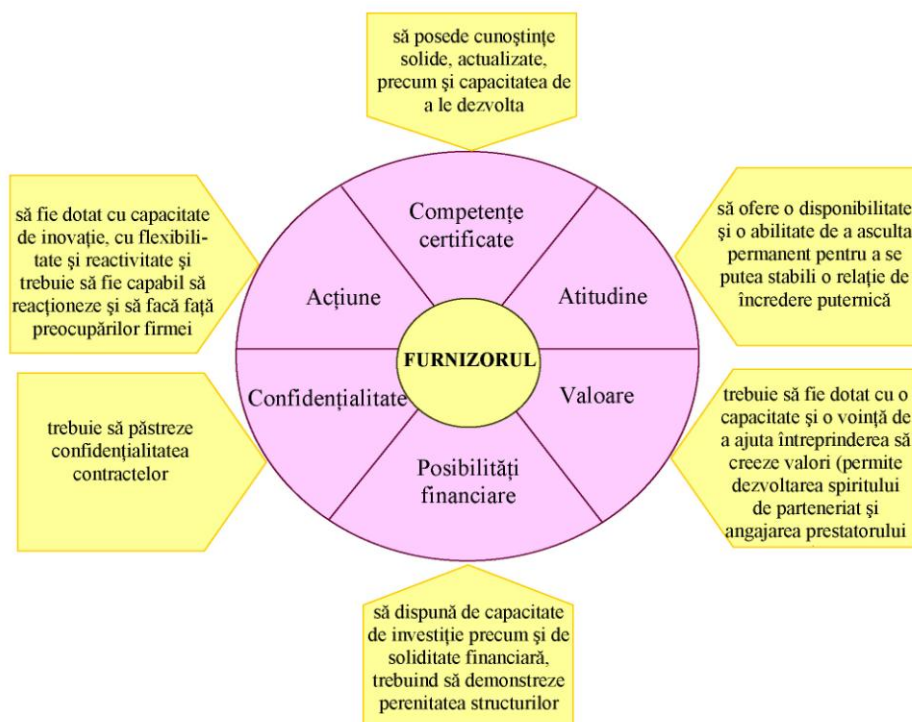 să posede cunoştinţe
solide, actualizate,
precum şi capacitatea de
a le dezvolta
să fie dotat cu capacitate
de inovaţie, cu flexibili-
tate şi reactivitate şi
trebuie să fie capabil să
reacţioneze şi să facă faţă
preocupărilor firmei
Competenţe
certificate
să ofere o disponibilitate
şi o abilitate de a asculta
permanent pentru a se
putea stabili o relaţie de
încredere puternică
Acţiune
Atitudine
FURNIZORUL
trebuie să păstreze
confidenţialitatea
contractelor
Confidenţialitate
Valoare
trebuie să fie dotat cu o
capacitate şi o voinţă de
a ajuta întreprinderea să
creeze valori (permite
dezvoltarea spiritului
de parteneriat şi
angajarea prestatorului
Posibilităţi
financiare
să dispună de capacitate
de investiţie precum şi de
soliditate financiară,
trebuind să demonstreze
perenitatea structurilor